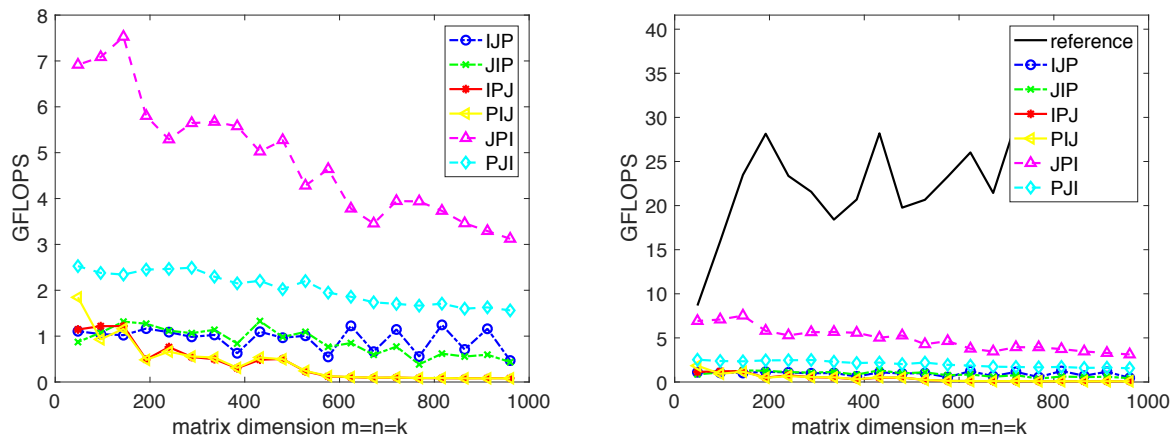 8
7
6
5
4
3
2
1
0
GFLOPS
0
200
400
600
800
1000
matrix dimension m=n=k
IJP
JIP
IPJ
PIJ
JPI
PJI
40
35
30
25
20
15
10
5
0
GFLOPS
0
200
400
600
800
1000
matrix dimension m=n=k
reference
IJP
JIP
IPJ
PIJ
JPI
PJI